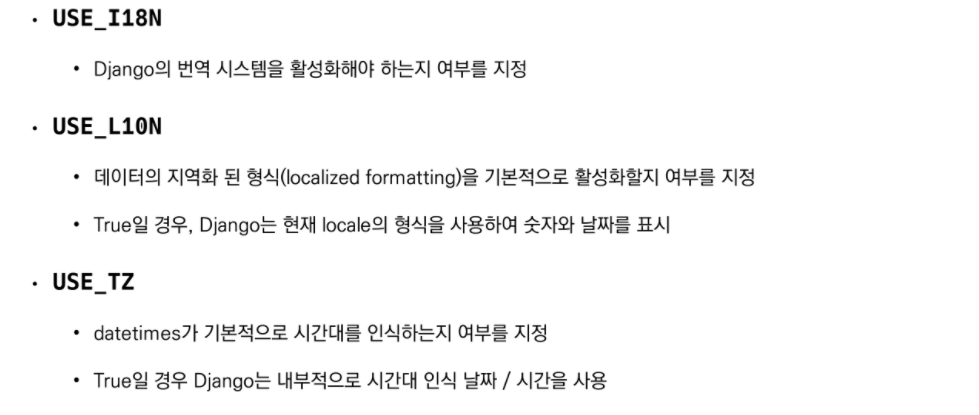 • USE_I18N
• Django의 번역 시스템을 활성화해야 하는지 여부를 지정
• USE_L10N
• 데이터의 지역화 된 형식(localized formatting)을 기본적으로 활성화할지 여부를 지정
• True일 경우, Django는 현재 locale의 형식을 사용하여 숫자와 날짜를 표시
• USE_TZ
• datetimes가 기본적으로 시간대를 인식하는지 여부를 지정
• True일 경우 Django는 내부적으로 시간대 인식 날짜 / 시간을 사용